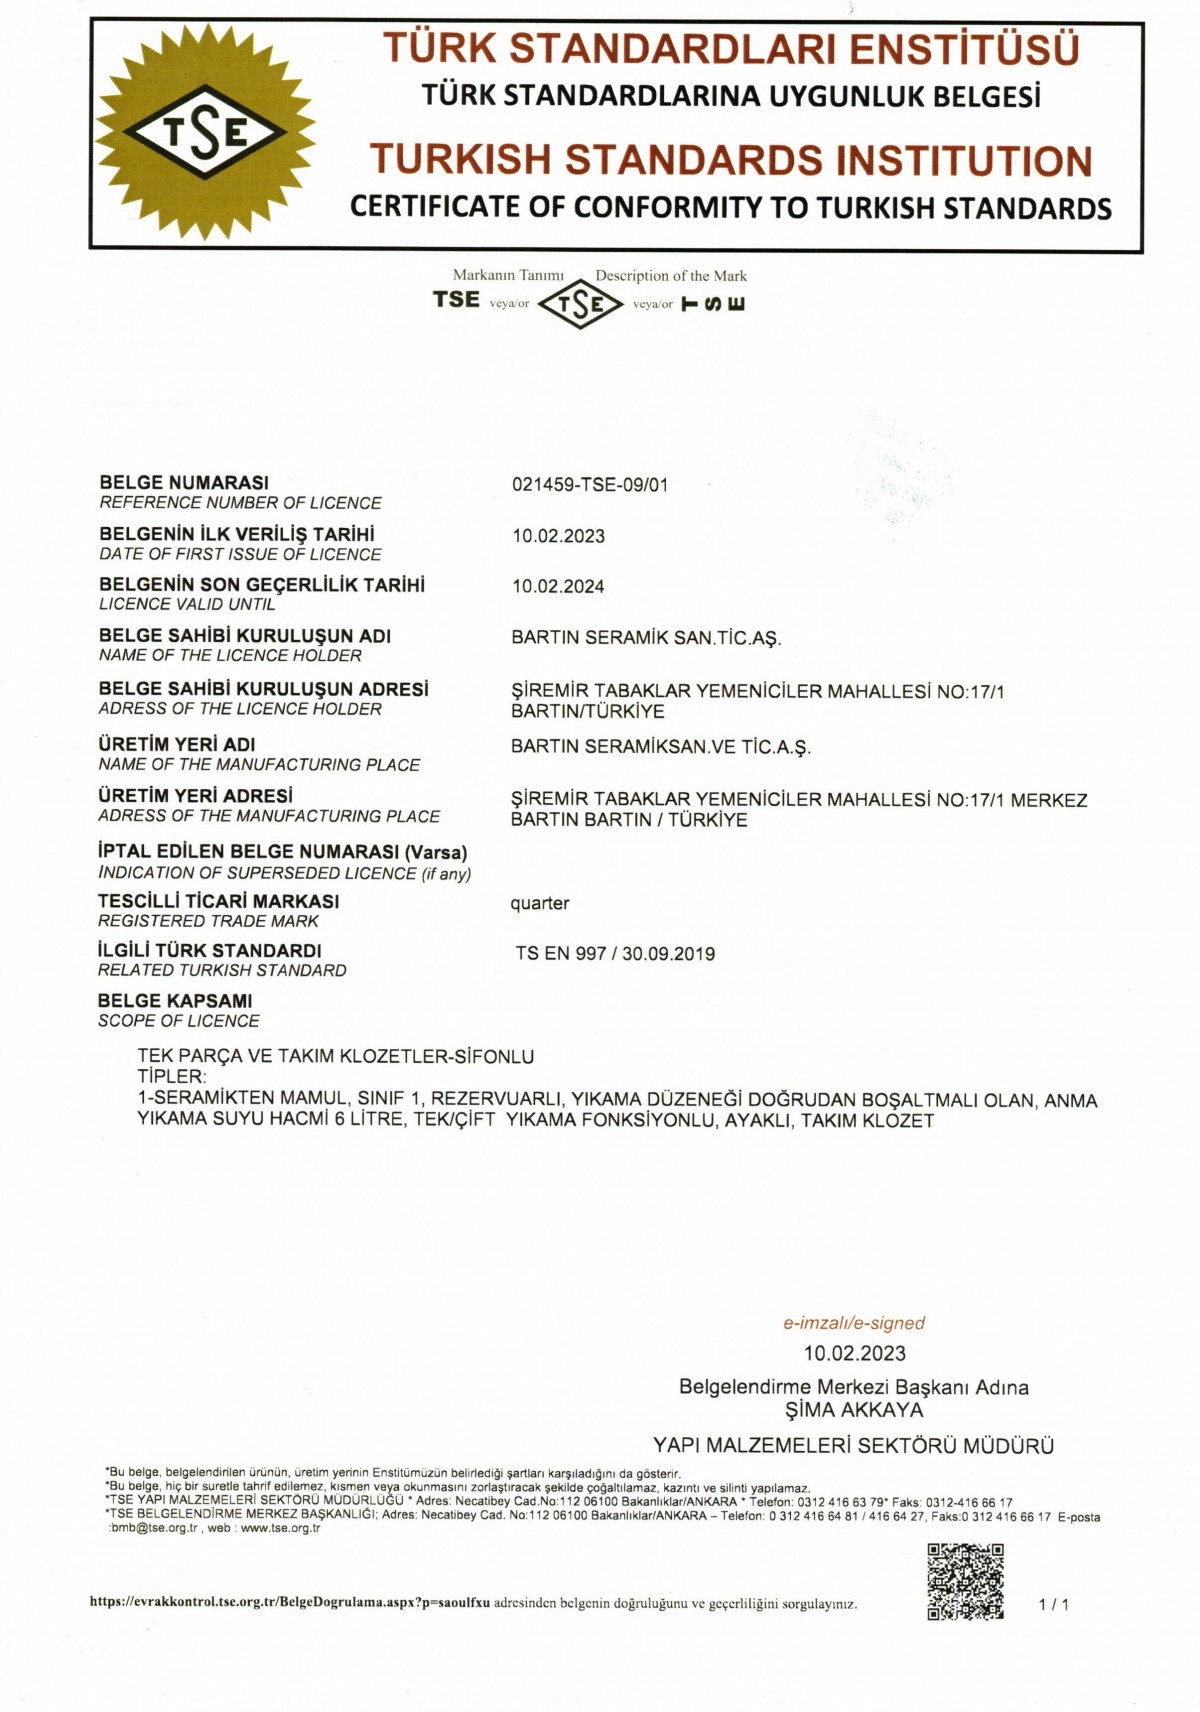 TÜRK STANDARDLARI ENSTİTÜSÜ
TÜRK STANDARDLARINA UYGUNLUK BELGESİ
TURKISH STANDARDS INSTITUTION
CERTIFICATE OF CONFORMITY TO TURKISH STANDARDS
TSE
Markanın Tanımı Description of the Mark
TSE veya/or TSE veya/or TSE
BELGE NUMARASI 021459-TSE-09/01
REFERENCE NUMBER OF LICENCE
BELGENİN İLK VERİLİŞ TARİHİ 10.02.2023
DATE OF FIRST ISSUE OF LICENCE
BELGENİN SON GEÇERLİLİK TARİHİ 10.02.2024
LICENCE VALID UNTIL
BELGE SAHİBİ KURULUŞUN ADI BARTIN SERAMİK SAN.TİC.AŞ.
NAME OF THE LICENCE HOLDER
BELGE SAHİBİ KURULUŞUN ADRESİ ŞİREMİR TABAKLAR YEMENİCİLER MAHALLESİ NO:17/1
ADRESS OF THE LICENCE HOLDER BARTIN/TÜRKİYE
ÜRETİM YERİ ADI BARTIN SERAMİKSAN.VE TİC.A.Ş.
NAME OF THE MANUFACTURING PLACE
ÜRETİM YERİ ADRESİ ŞİREMİR TABAKLAR YEMENİCİLER MAHALLESİ NO:17/1 MERKEZ
ADRESS OF THE MANUFACTURING PLACE BARTIN BARTIN / TÜRKİYE
İPTAL EDİLEN BELGE NUMARASI (Varsa)
INDICATION OF SUPERSEDED LICENCE (if any)
TESCİLLİ TİCARİ MARKASI quarter
REGISTERED TRADE MARK
İLGİLİ TÜRK STANDARDI TS EN 997 / 30.09.2019
RELATED TURKISH STANDARD
BELGE KAPSAMI
SCOPE OF LICENCE
TEK PARÇA VE TAKIM KLOZETLER-SİFONLU
TİPLER:
1-SERAMİKTEN MAMUL, SINIF 1, REZERVUARLI, YIKAMA DÜZENEĞİ DOĞRUDAN BOŞALTMALI OLAN, ANMA
YIKAMA SUYU HACMİ 6 LİTRE, TEK/ÇİFT YIKAMA FONKSİYONLU, AYAKLI, TAKIM KLOZET
e-imzalı/e-signed
10.02.2023
Belgelendirme Merkezi Başkanı Adına
ŞİMA AKKAYA
YAPI MALZEMELERİ SEKTÖRÜ MÜDÜRÜ
*Bu belge, belgelendirilen ürünün, üretim yerinin Enstitümüzün belirlediği şartları karşıladığını da gösterir.
*Bu belge, hiç bir suretle tahrif edilemez, kısmen veya okunmasını zorlaştıracak şekilde çoğaltılamaz, kazıntı ve silinti yapılamaz.
*TSE YAPI MALZEMELERİ SEKTÖRÜ MÜDÜRLÜĞÜ * Adres: Necatibey Cad.No:112 06100 Bakanlıklar/ANKARA * Telefon: 0312 416 63 79* Faks: 0312-416 66 17
*TSE BELGELENDİRME MERKEZ BAŞKANLIĞI; Adres: Necatibey Cad. No:112 06100 Bakanlıklar/ANKARA – Telefon: 0 312 416 64 81 / 416 64 27, Faks:0 312 416 66 17 E-posta
:bmb@tse.org.tr , web : www.tse.org.tr
https://evrakkontrol.tse.org.tr/BelgeDogrulama.aspx?p=saoulfxu adresinden belgenin doğruluğunu ve geçerliliğini sorgulayınız.
1 / 1